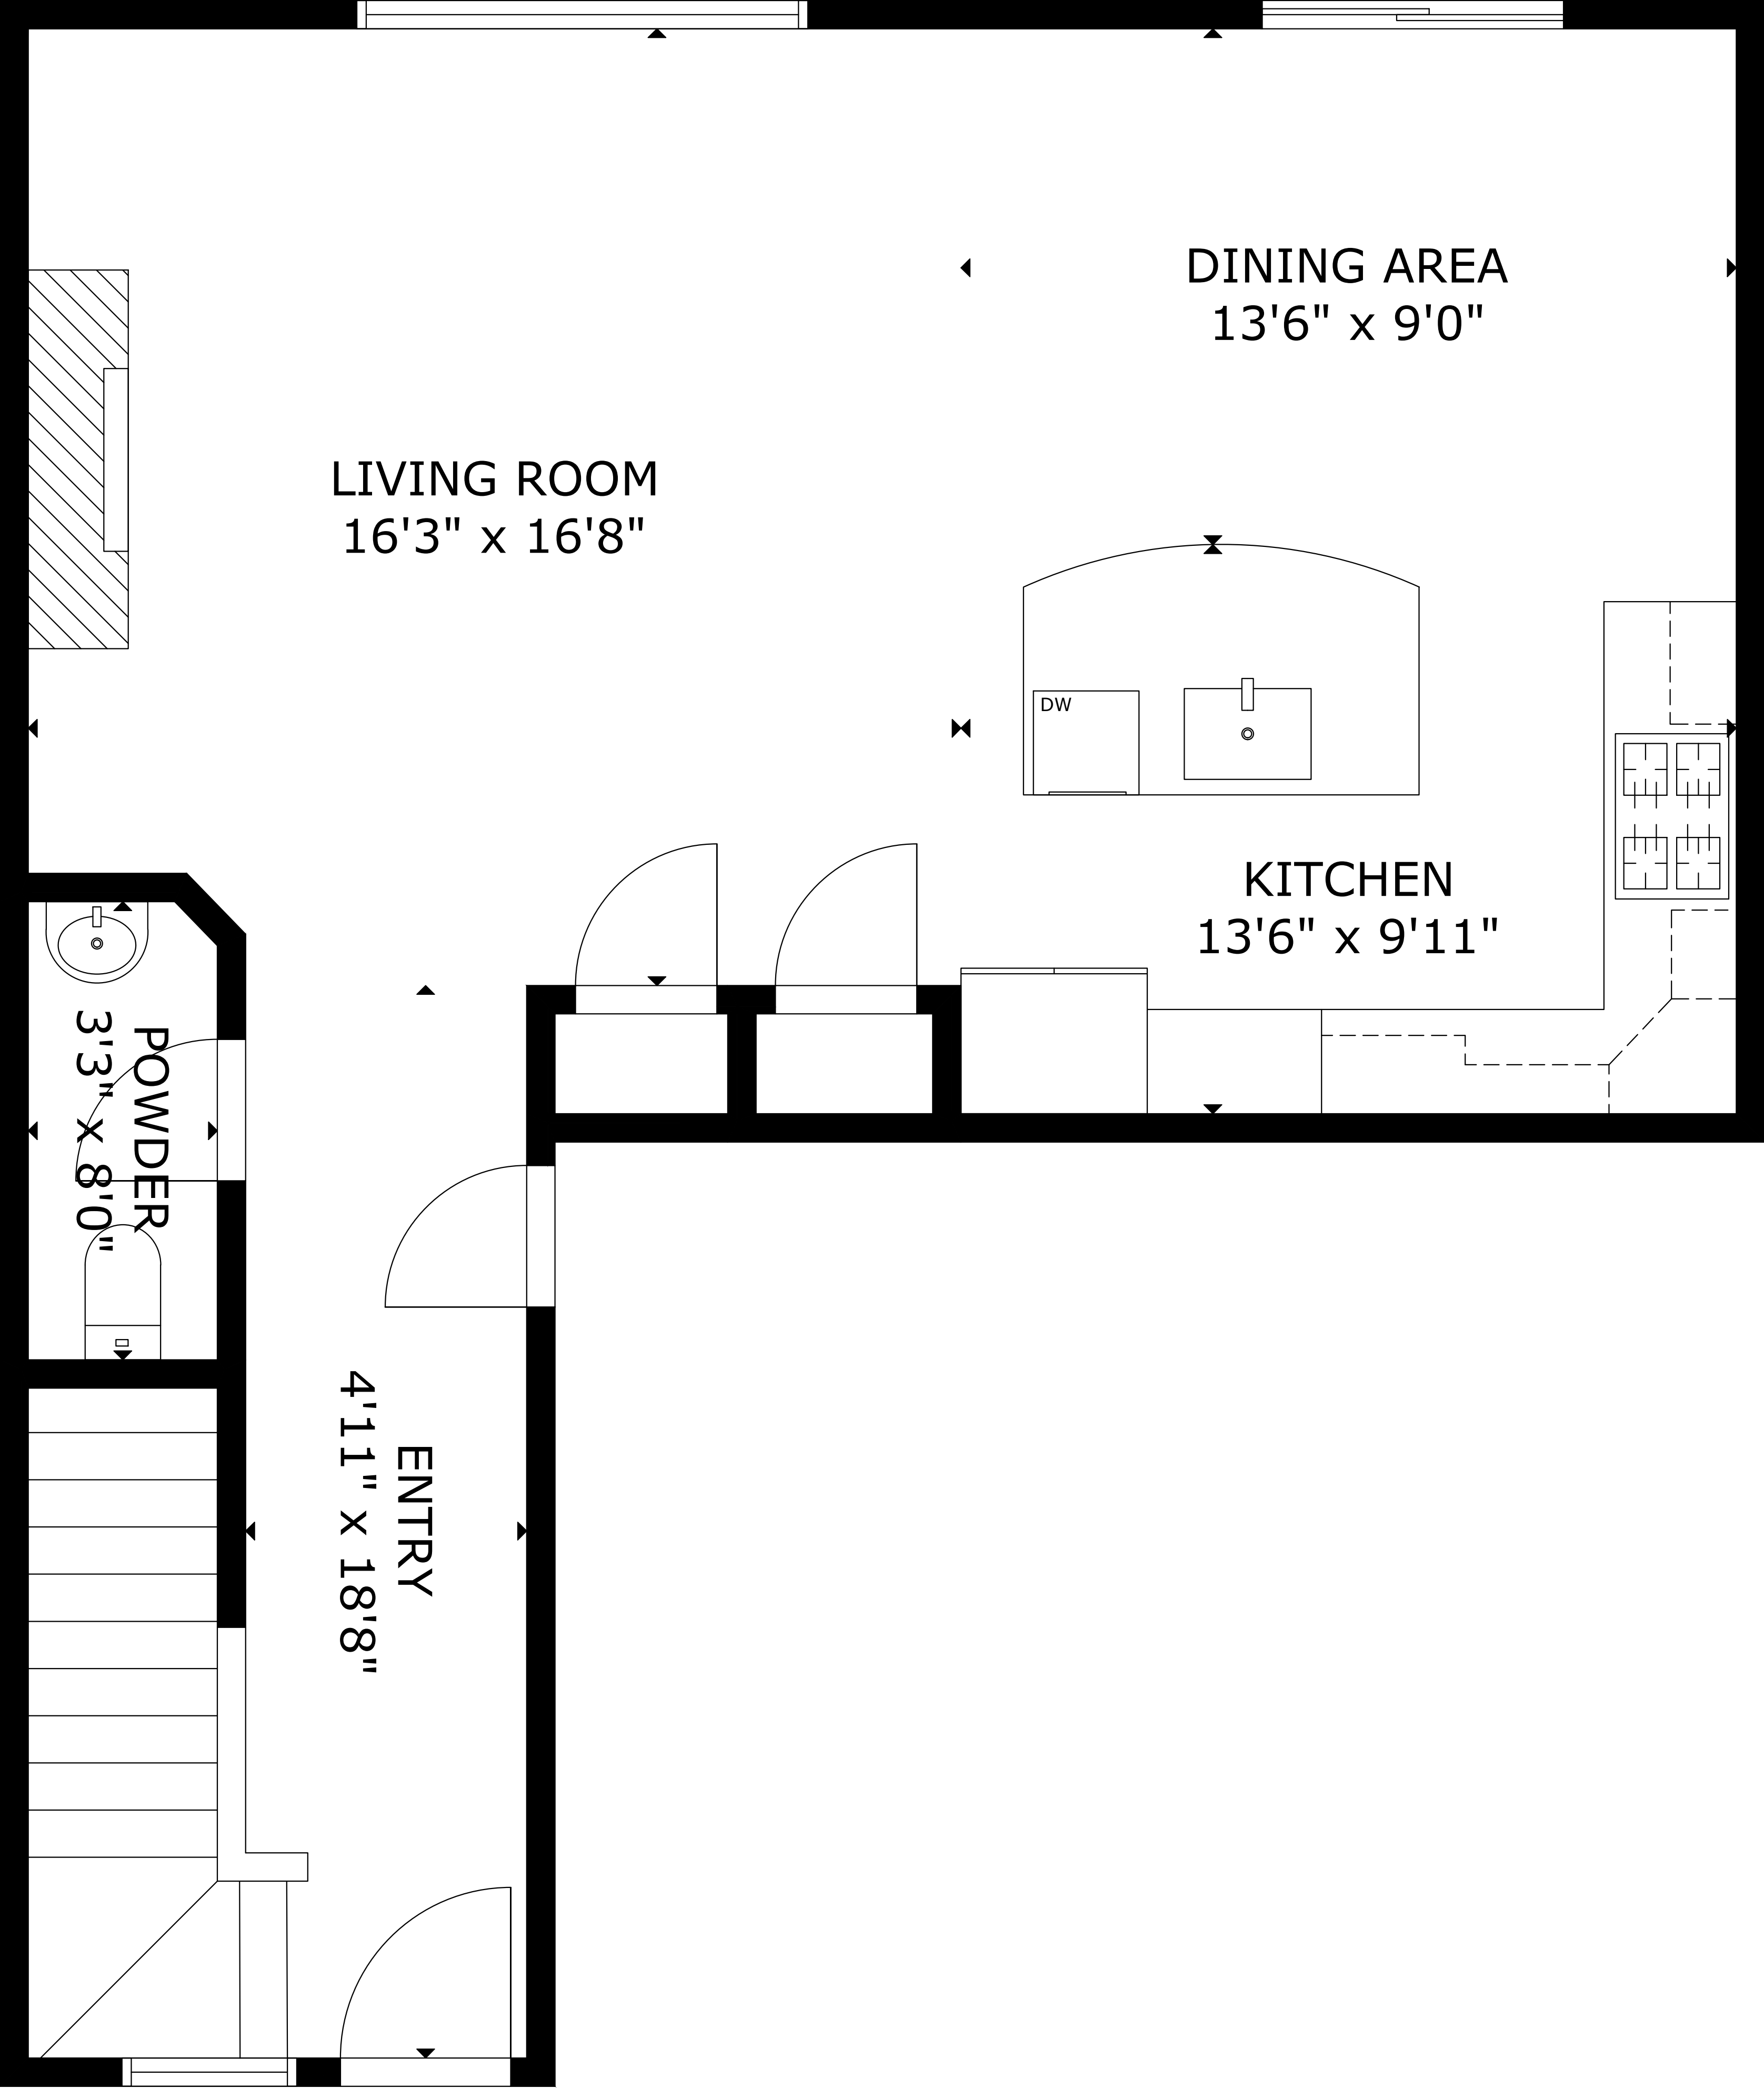 DINING AREA
13'6" x 9'0"
LIVING ROOM
16'3" x 16'8"
DW
KITCHEN
13'6" x 9'11"
POWDER
3'3" x 8'0"
ENTRY
4'11" x 18'8"